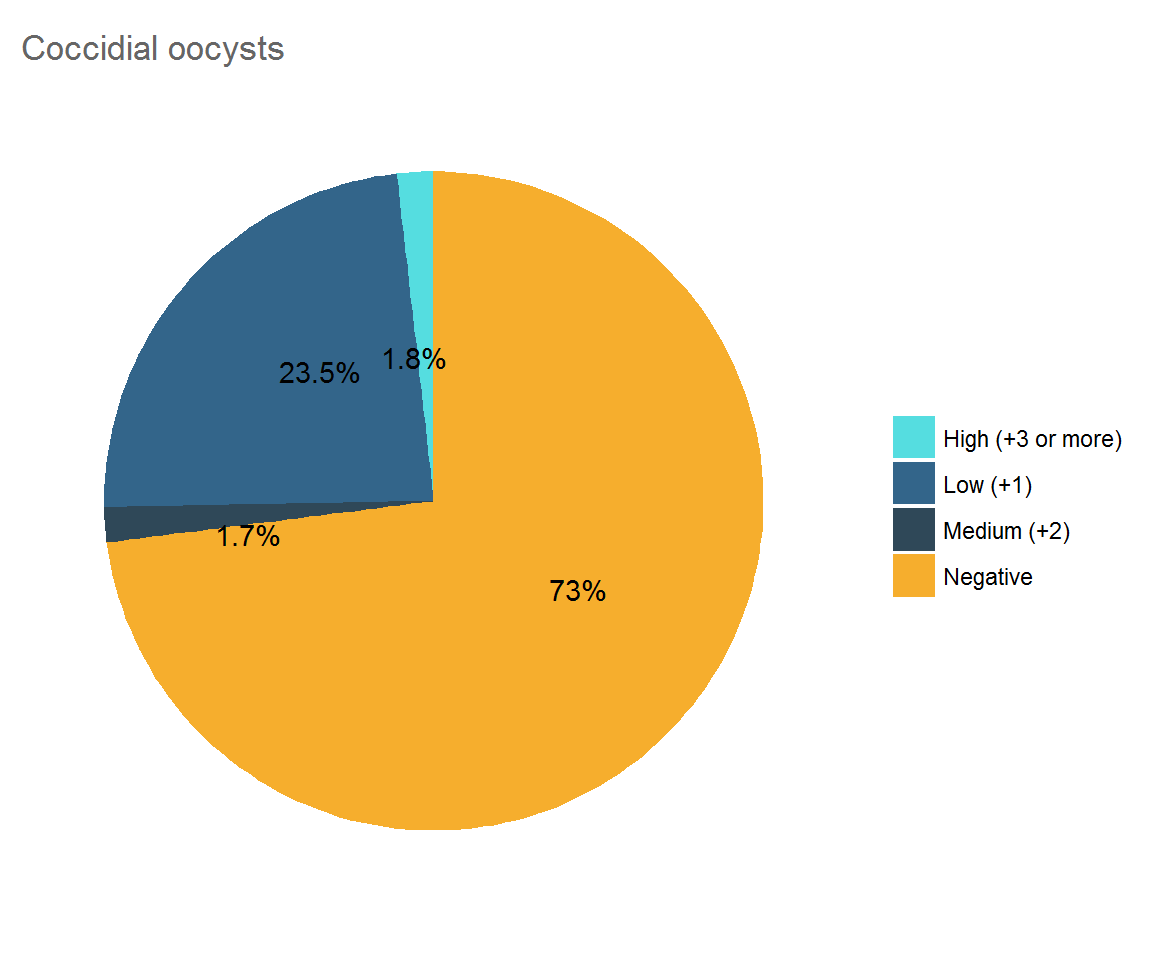 Coccidial oocysts
1.8%
23.5%
1.7%
73%
High (+3 or more)
Low (+1)
Medium (+2)
Negative